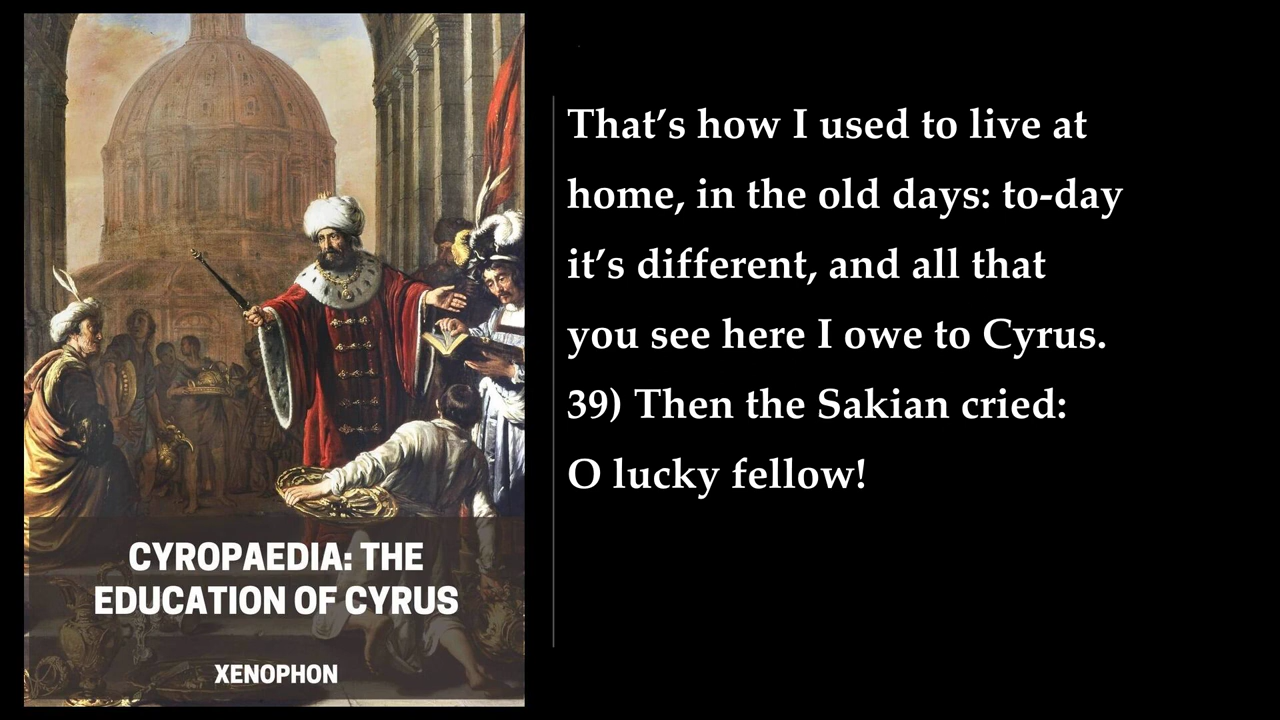 CYROPAEDIA: THE
EDUCATION OF CYRUS
XENOPHON
That’s how I used to live at
home, in the old days: to-day
it’s different, and all that
you see here I owe to Cyrus.
39) Then the Sakian cried:
O lucky fellow!